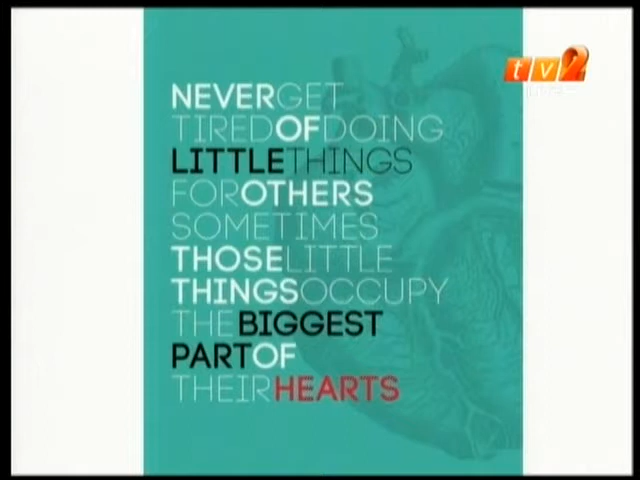 tv2
NEVERGET
TIREDOFDOING
LITTLETHINGS
FOROTHERS
SOMETIMES
THOSELITTLE
THINGSOCCUPY
THEBIGGEST
PARTOF
THEIRHEARTS